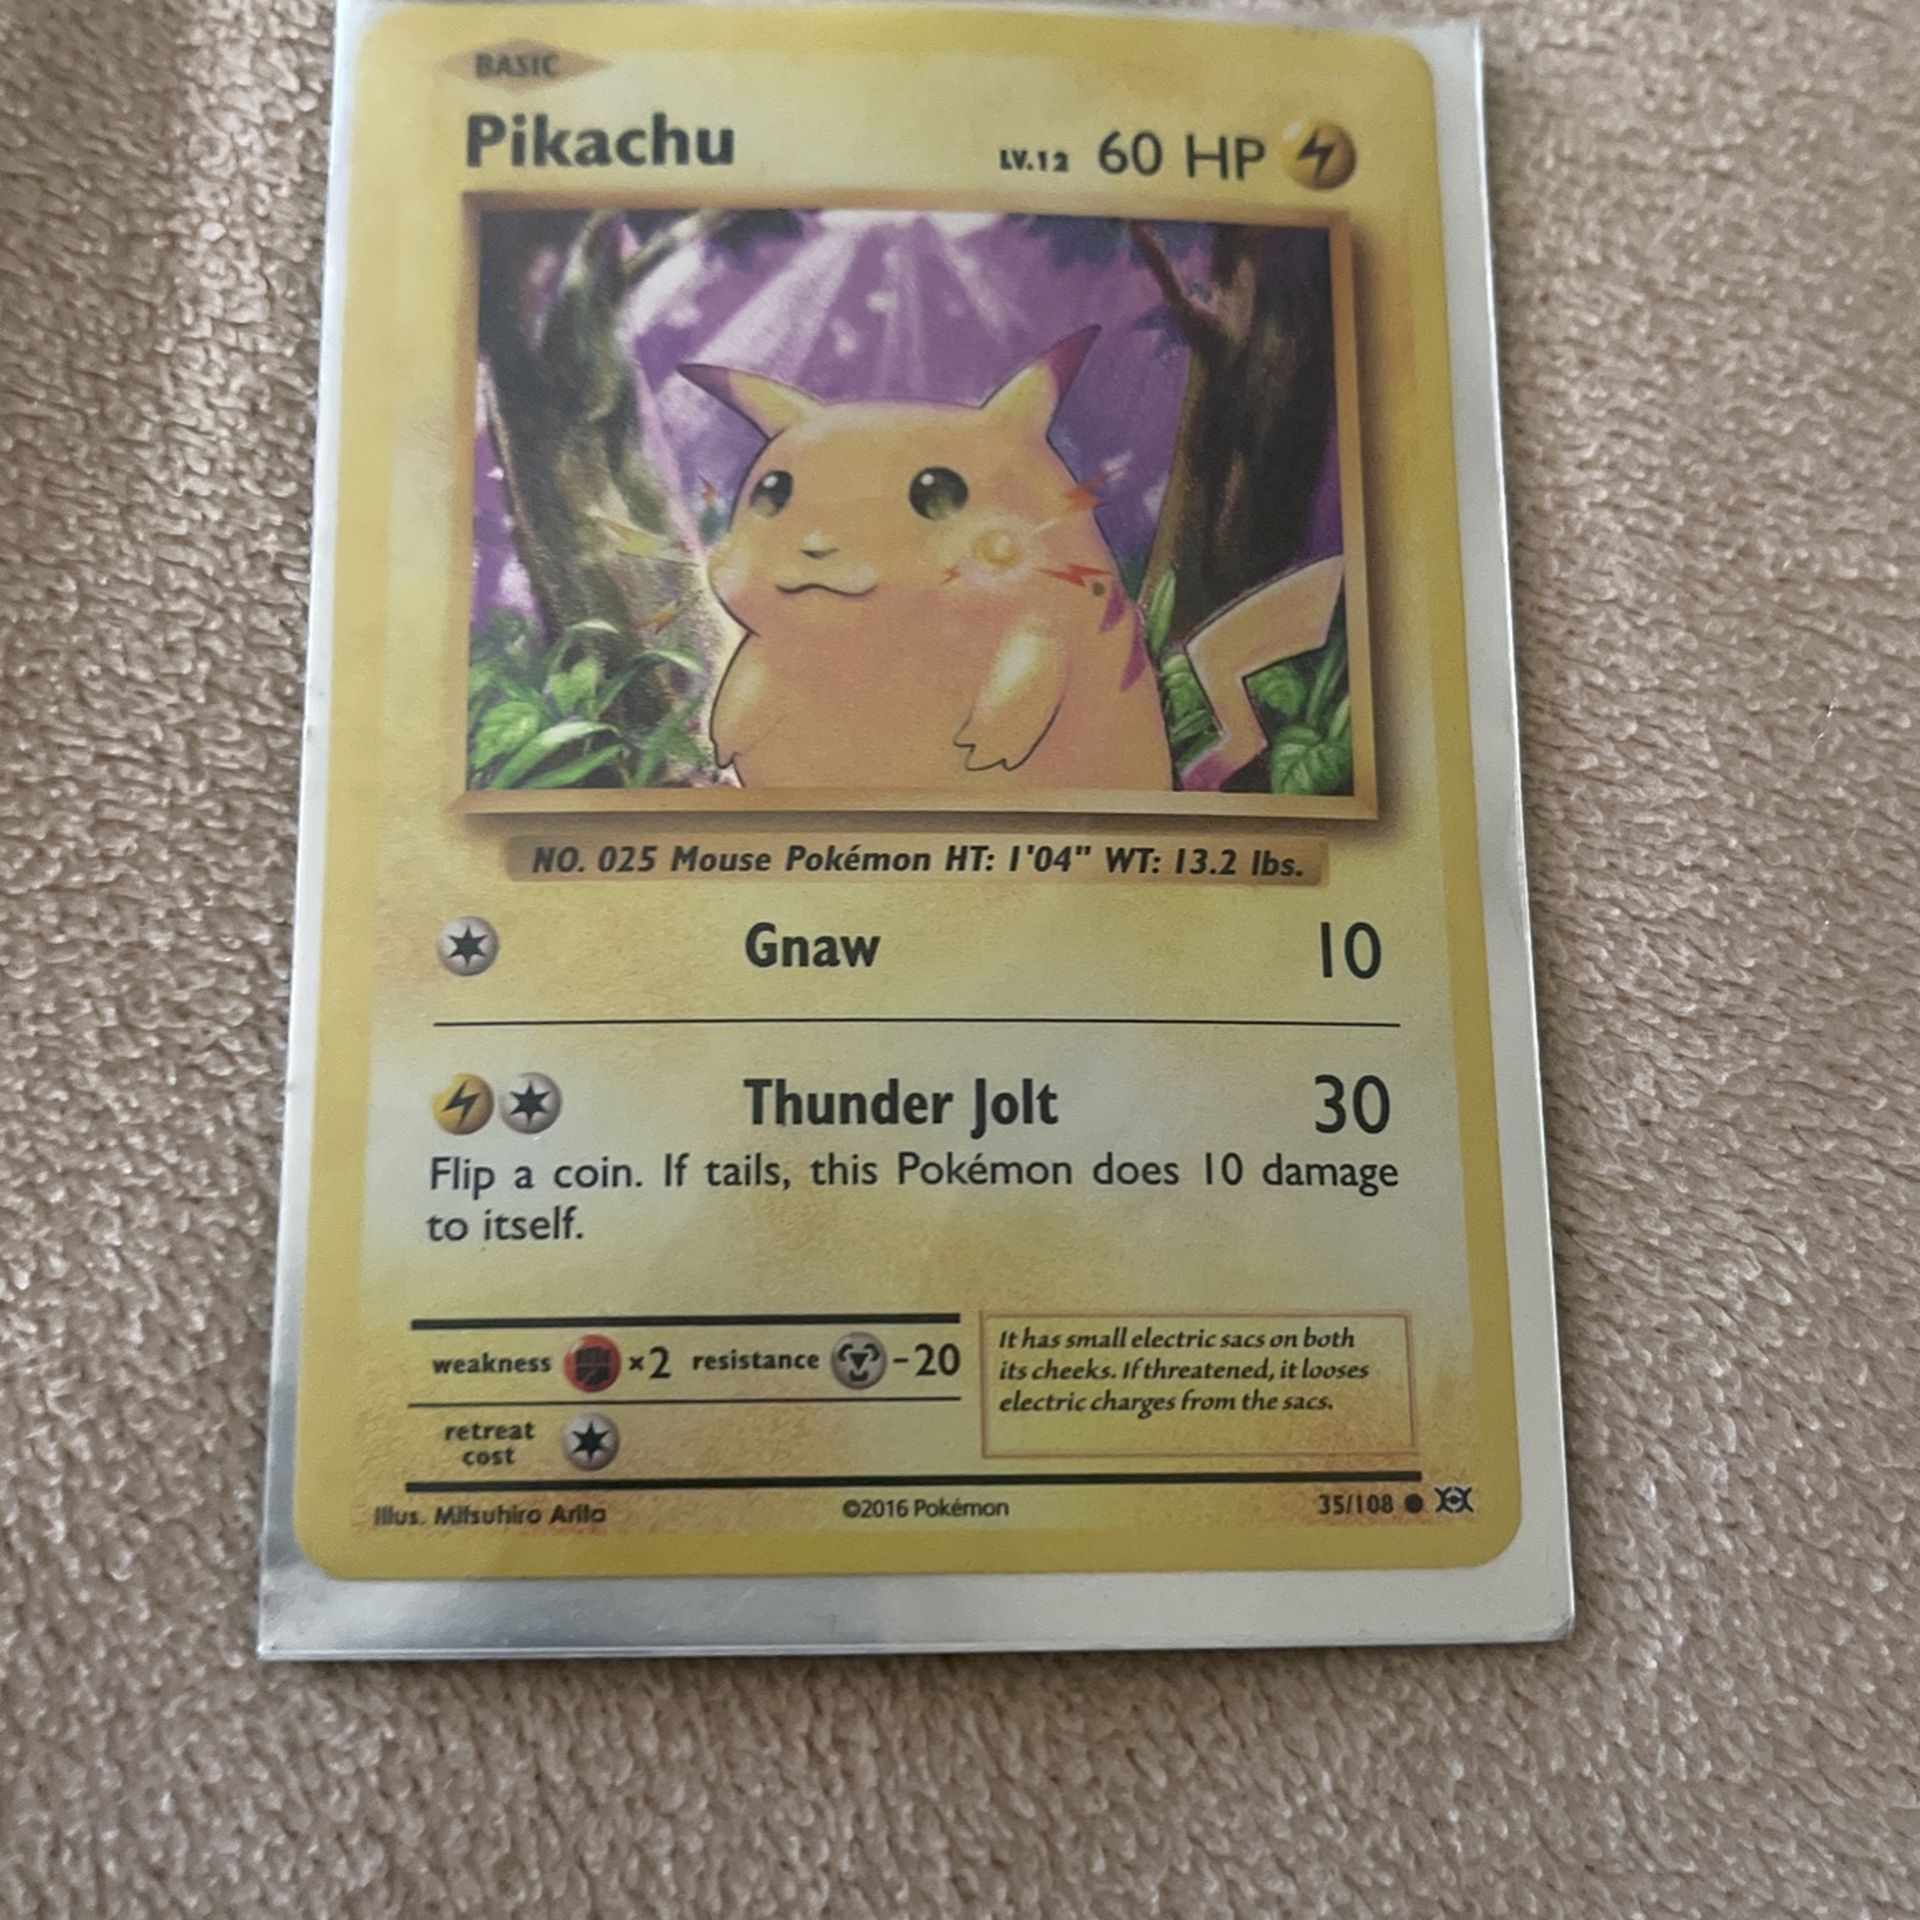 BASIC
Pikachu LV.12 60 HP
NO. 025 Mouse Pokémon HT: 1'04" WT: 13.2 lbs.
Gnaw 10
Thunder Jolt 30
Flip a coin. If tails, this Pokémon does 10 damage
to itself.
weakness ×2 resistance -20
retreat
cost
It has small electric sacs on both
its cheeks. If threatened, it looses
electric charges from the sacs.
Illus. Mitsuhiro Arita ©2016 Pokémon 35/108